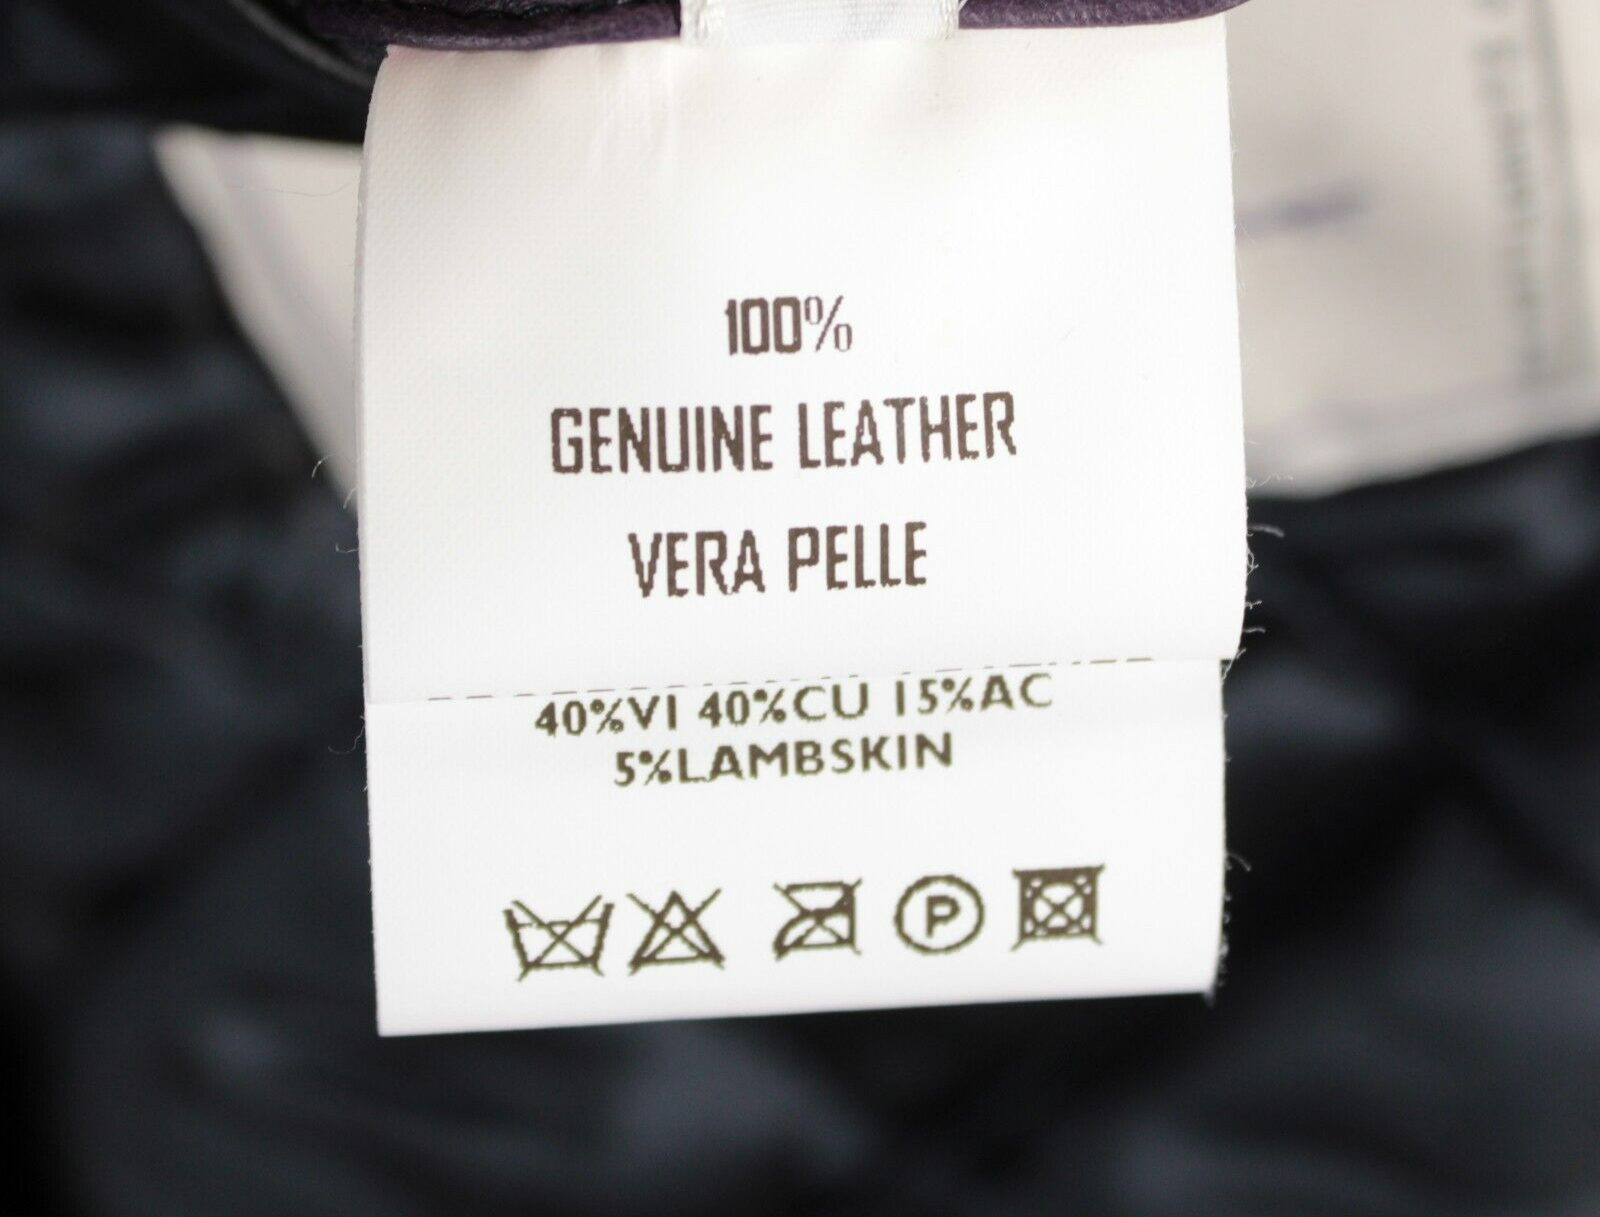 100%
GENUINE LEATHER
VERA PELLE
40%VI 40%CU 15%AC
5%LAMBSKIN
P